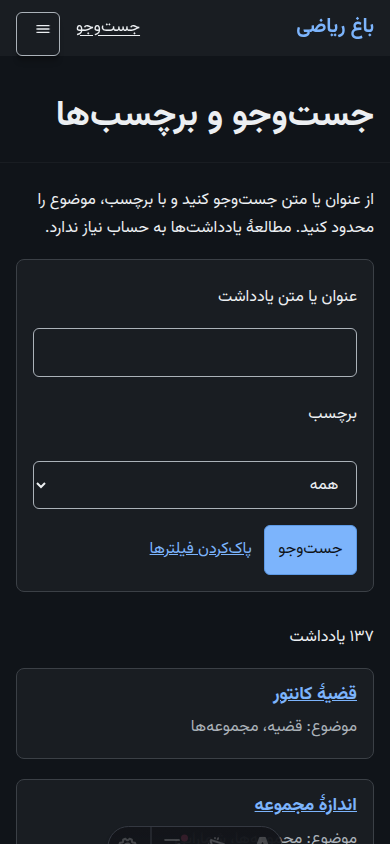 باغ ریاضی
جست‌وجو
جست‌وجو و برچسب‌ها
از عنوان یا متن جست‌وجو کنید و با برچسب، موضوع را
محدود کنید. مطالعهٔ یادداشت‌ها به حساب نیاز ندارد.
عنوان یا متن یادداشت
برچسب
همه
جست‌وجو
پاک‌کردن فیلترها
۱۳۷ یادداشت
قضیهٔ کانتور
موضوع: قضیه، مجموعه‌ها
اندازهٔ مجموعه
موضوع: